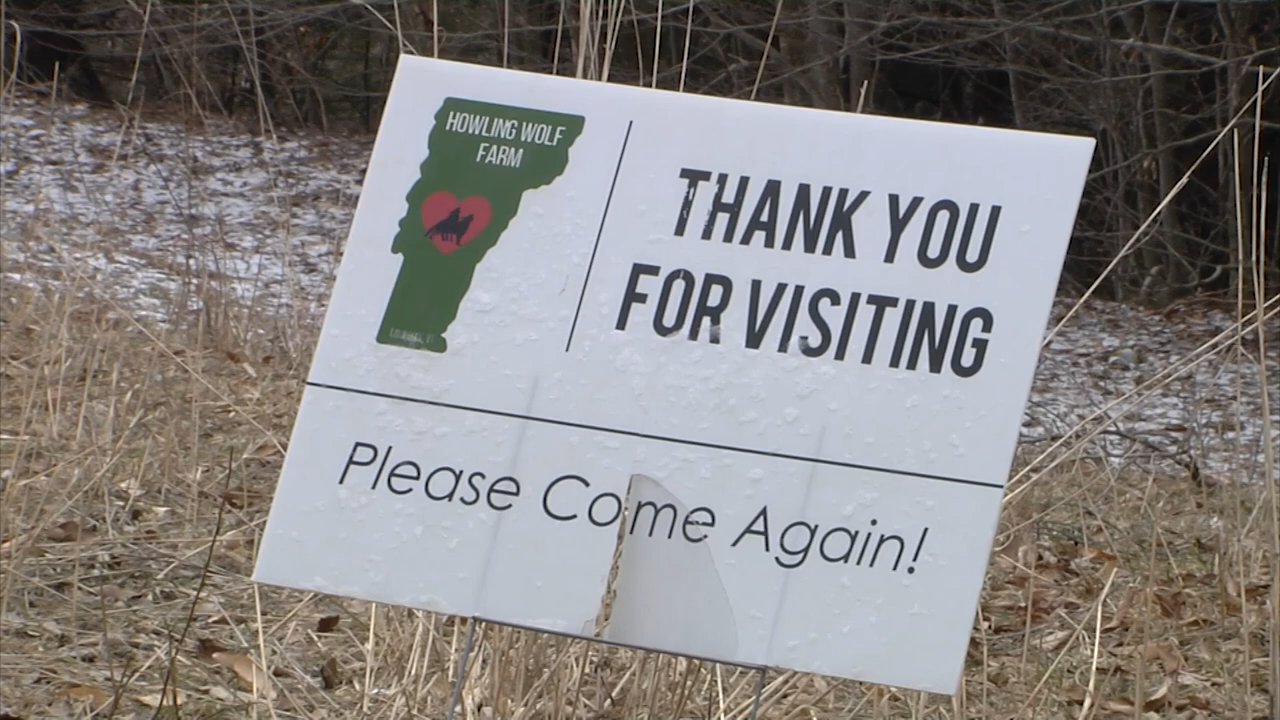 HOWLING WOLF
FARM
THANK YOU
FOR VISITING
Please Come Again!